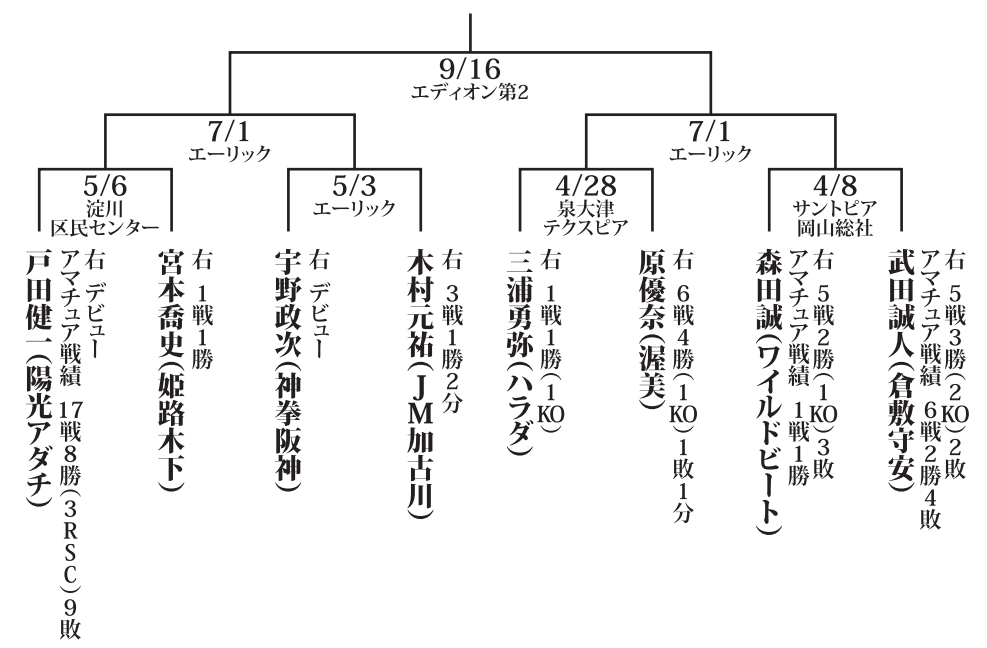 9/16
エディオン第2
7/1
エーリック
7/1
エーリック
5/6
淀川
区民センター
5/3
エーリック
4/28
泉大津
テクスピア
4/8
サントピア
岡山総社
右 5戦3勝(2KO)2敗
アマチュア戦績 6戦2勝4敗
武田誠人(倉敷守安)
右 5戦2勝(1KO)3敗
アマチュア戦績 1戦1勝
森田誠(ワイルドビート)
右 6戦4勝(1KO)1敗1分
原優奈(渥美)
右 1戦1勝(1KO)
三浦勇弥(ハラダ)
右 3戦1勝2分
木村元祐(JM加古川)
右 デビュー
宇野政次(神拳阪神)
右 1戦1勝
宮本喬史(姫路木下)
右 デビュー
アマチュア戦績 17戦8勝(3RSC)9敗
戸田健一(陽光アダチ)